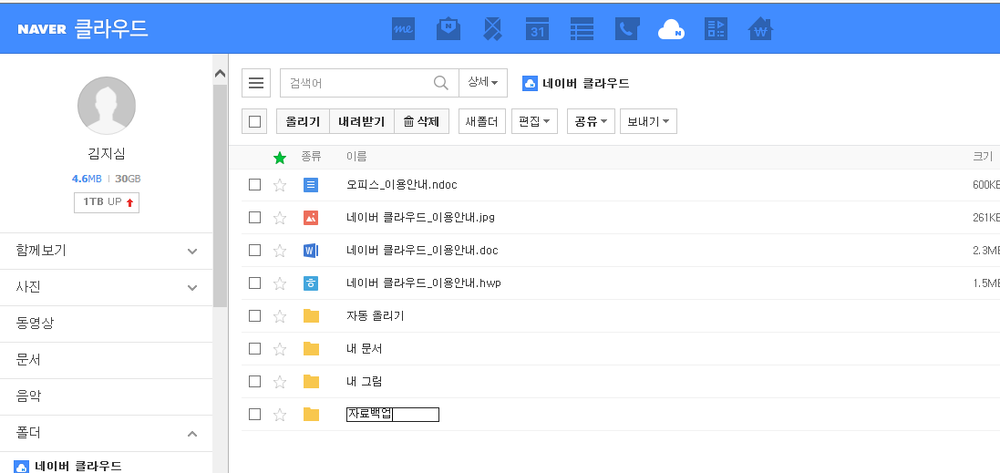 NAVER 클라우드
me
N
31
N
₩
김지심
4.6MB | 30GB
1TB UP
함께보기
사진
동영상
문서
음악
폴더
네이버 클라우드
검색어
상세
네이버 클라우드
올리기 내려받기 삭제 새폴더 편집 공유 보내기
종류 이름 크기
오피스_이용안내.ndoc 600KB
네이버 클라우드_이용안내.jpg 261KB
W 네이버 클라우드_이용안내.doc 2.3MB
ㅎ 네이버 클라우드_이용안내.hwp 1.5MB
자동 올리기
내 문서
내 그림
자료백업